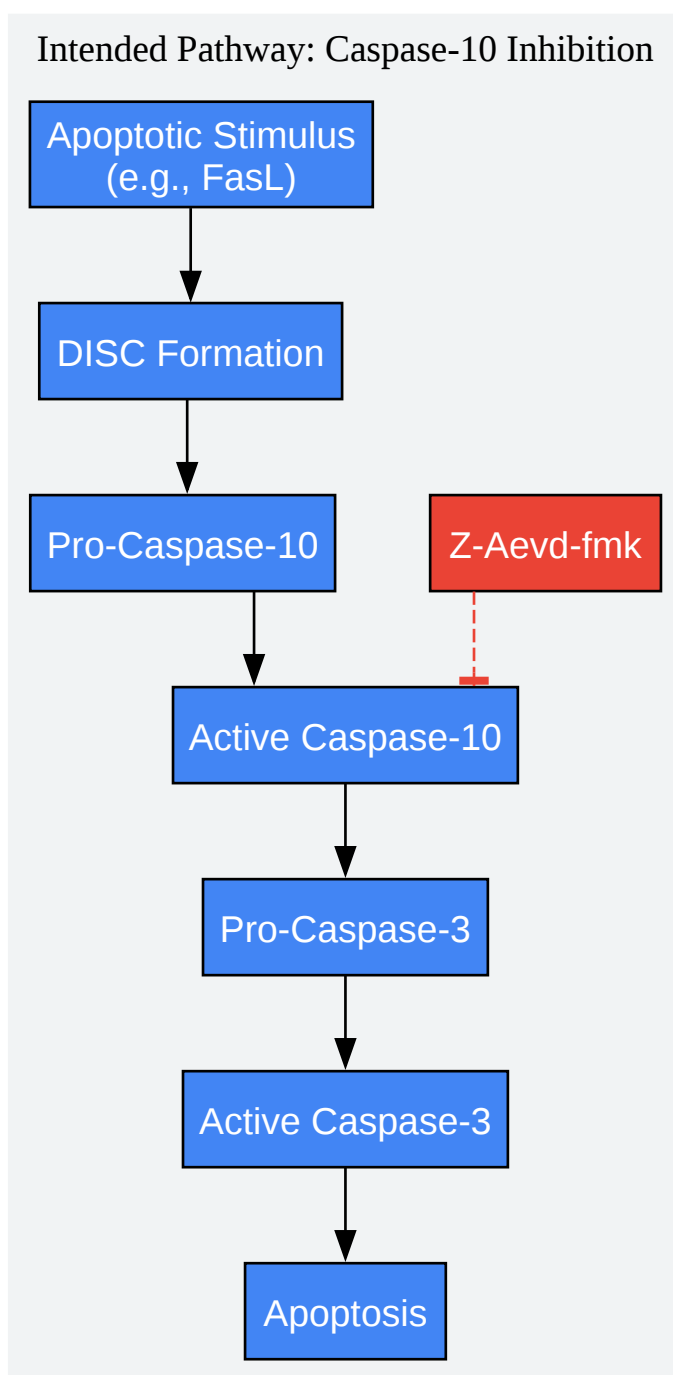 Intended Pathway: Caspase-10 Inhibition
Apoptotic Stimulus
(e.g., FasL)
DISC Formation
Pro-Caspase-10
Z-Aevd-fmk
Active Caspase-10
Pro-Caspase-3
Active Caspase-3
Apoptosis